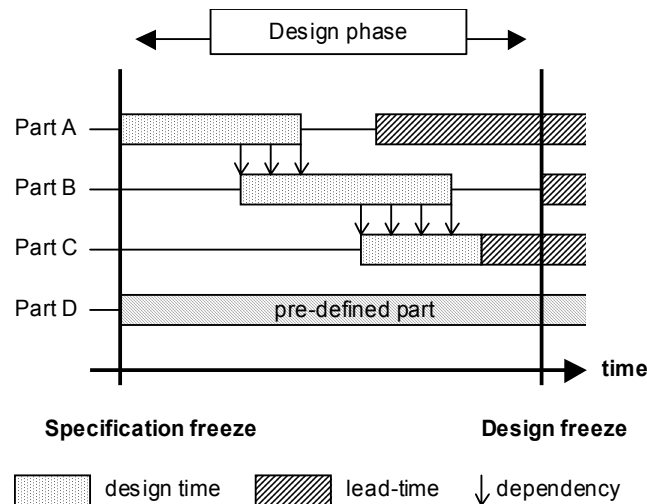 Design phase
Part A
Part B
Part C
Part D
pre-defined part
time
Specification freeze
Design freeze
design time
lead-time
dependency